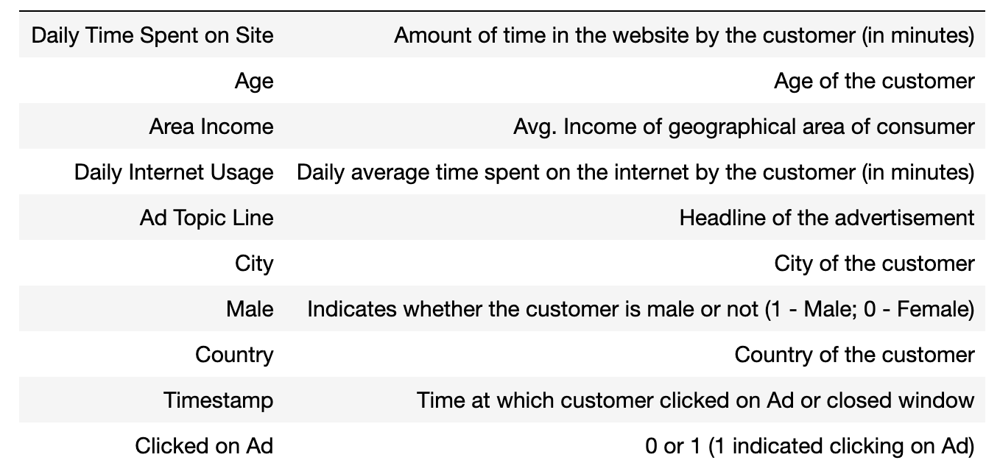 Daily Time Spent on Site Amount of time in the website by the customer (in minutes)
Age Age of the customer
Area Income Avg. Income of geographical area of consumer
Daily Internet Usage Daily average time spent on the internet by the customer (in minutes)
Ad Topic Line Headline of the advertisement
City City of the customer
Male Indicates whether the customer is male or not (1 - Male; 0 - Female)
Country Country of the customer
Timestamp Time at which customer clicked on Ad or closed window
Clicked on Ad 0 or 1 (1 indicated clicking on Ad)